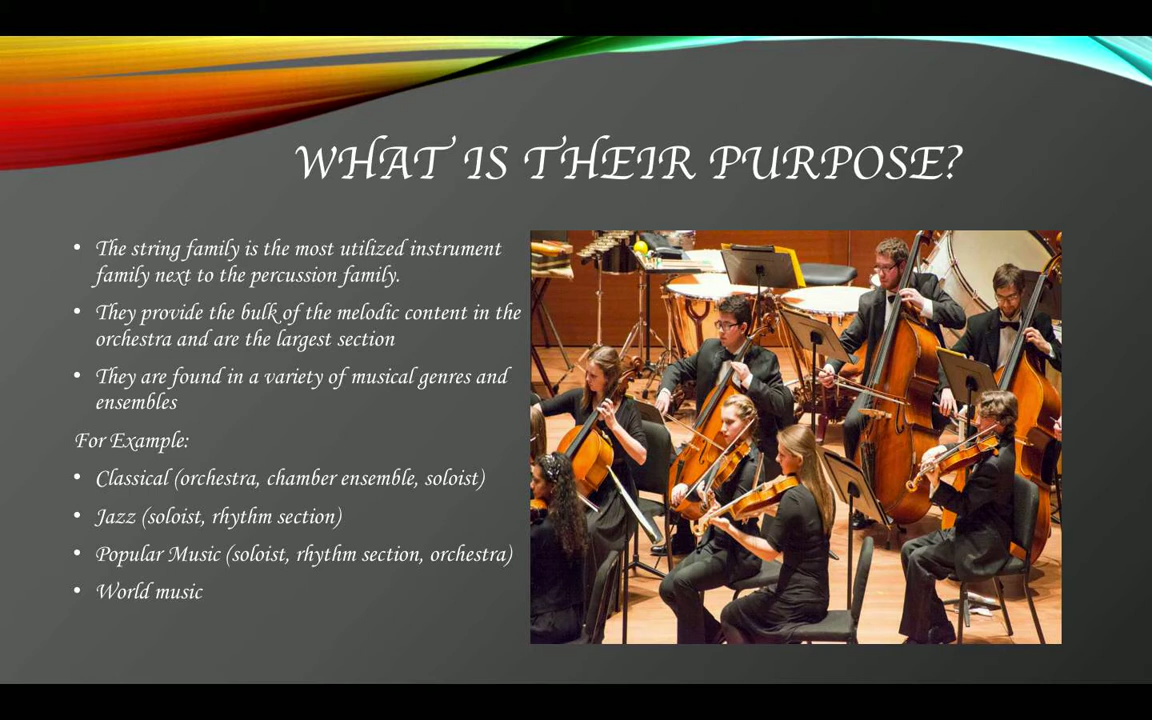 WHAT IS THEIR PURPOSE?
• The string family is the most utilized instrument
family next to the percussion family.
• They provide the bulk of the melodic content in the
orchestra and are the largest section
• They are found in a variety of musical genres and
ensembles
For Example:
• Classical (orchestra, chamber ensemble, soloist)
• Jazz (soloist, rhythm section)
• Popular Music (soloist, rhythm section, orchestra)
• World music